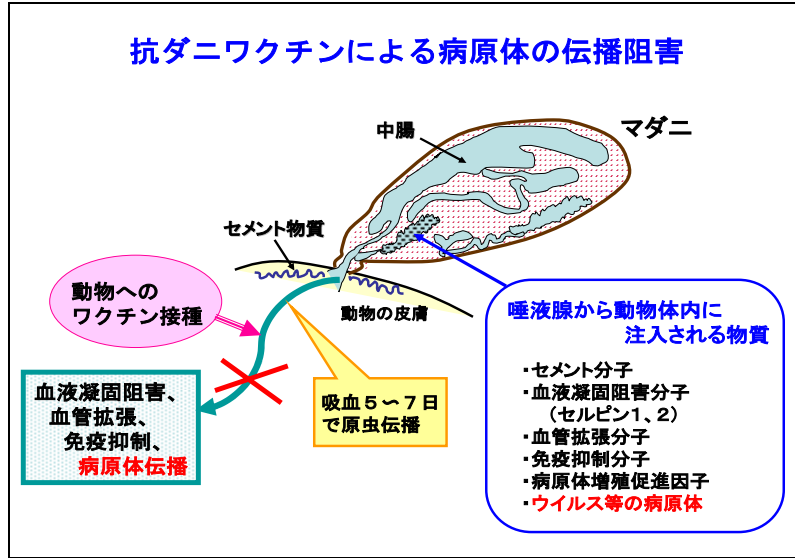 抗ダニワクチンによる病原体の伝播阻害
中腸
マダニ
セメント物質
動物への
ワクチン接種
動物の皮膚
血液凝固阻害、
血管拡張、
免疫抑制、
病原体伝播
吸血5～7日
で原虫伝播
唾液腺から動物体内に
注入される物質
・セメント分子
・血液凝固阻害分子
（セルピン1、2）
・血管拡張分子
・免疫抑制分子
・病原体増殖促進因子
・ウイルス等の病原体